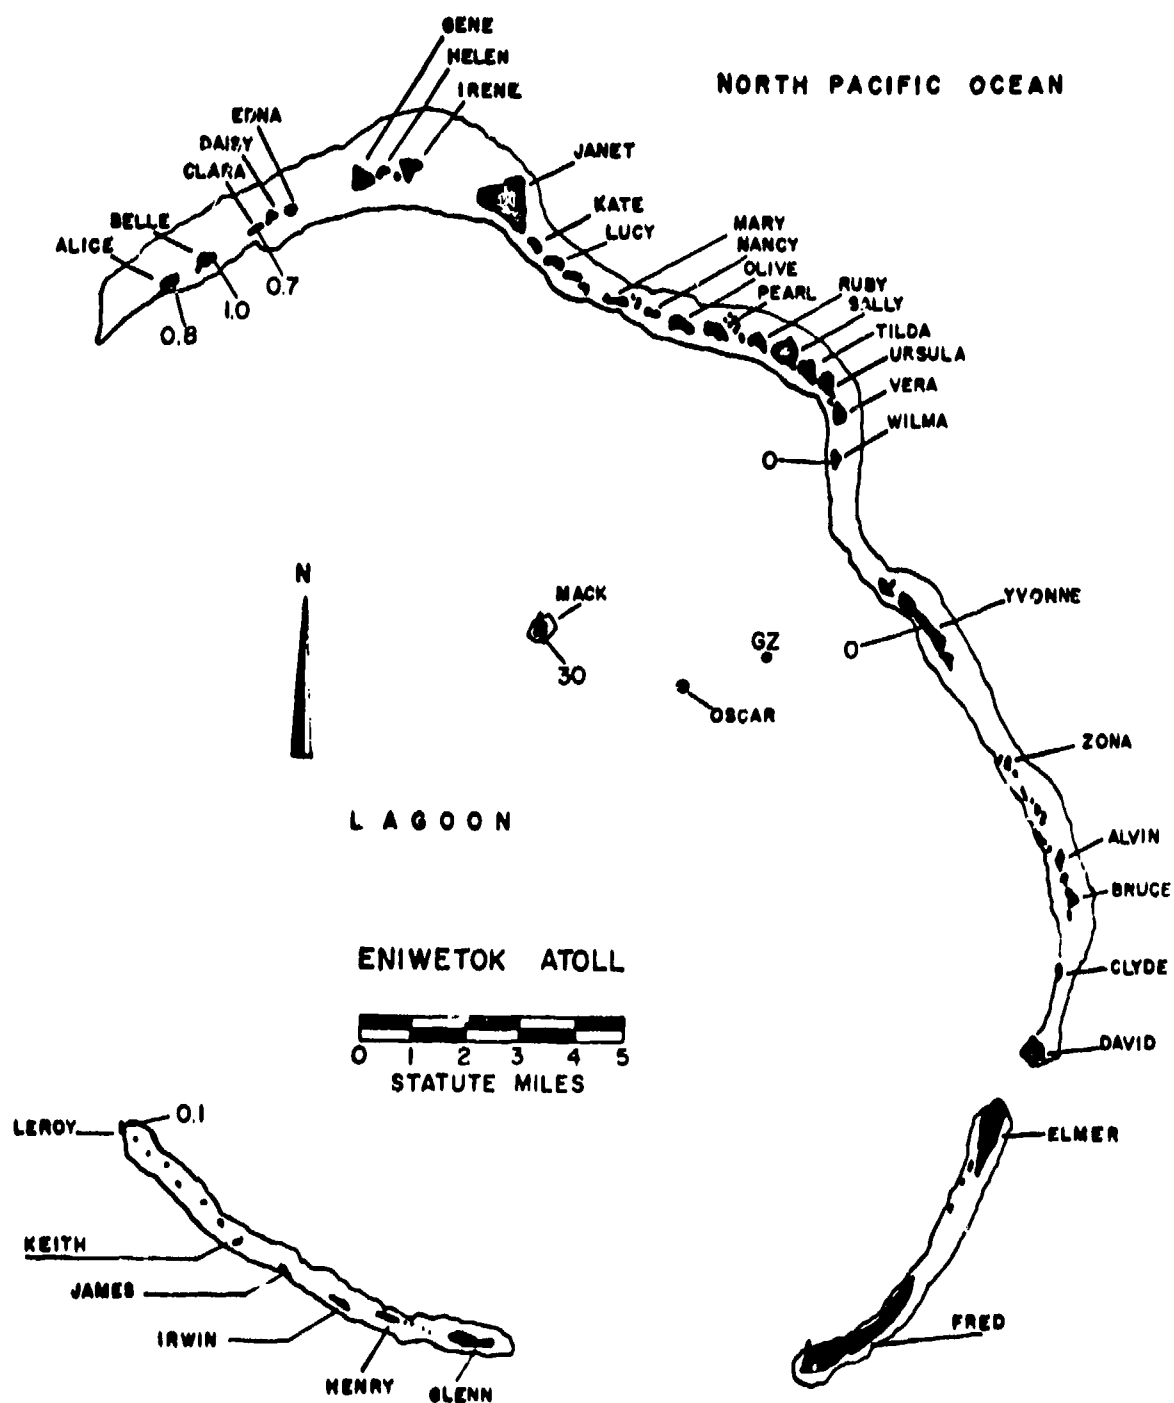 GENE
HELEN
IRENE
NORTH PACIFIC OCEAN
EDNA
DAISY
CLARA
JANET
BELLE
ALICE
KATE
LUCY
MARY
NANCY
OLIVE
PEARL
RUBY
SALLY
TILDA
URSULA
VERA
WILMA
0.7
1.0
0.8
0
N
MACK
30
GZ
OSCAR
YVONNE
0
ZONA
LAGOON
ALVIN
BRUCE
CLYDE
DAVID
ENIWETOK ATOLL
0 1 2 3 4 5
STATUTE MILES
LEROY
0.1
KEITH
JAMES
IRWIN
HENRY
GLENN
ELMER
FRED